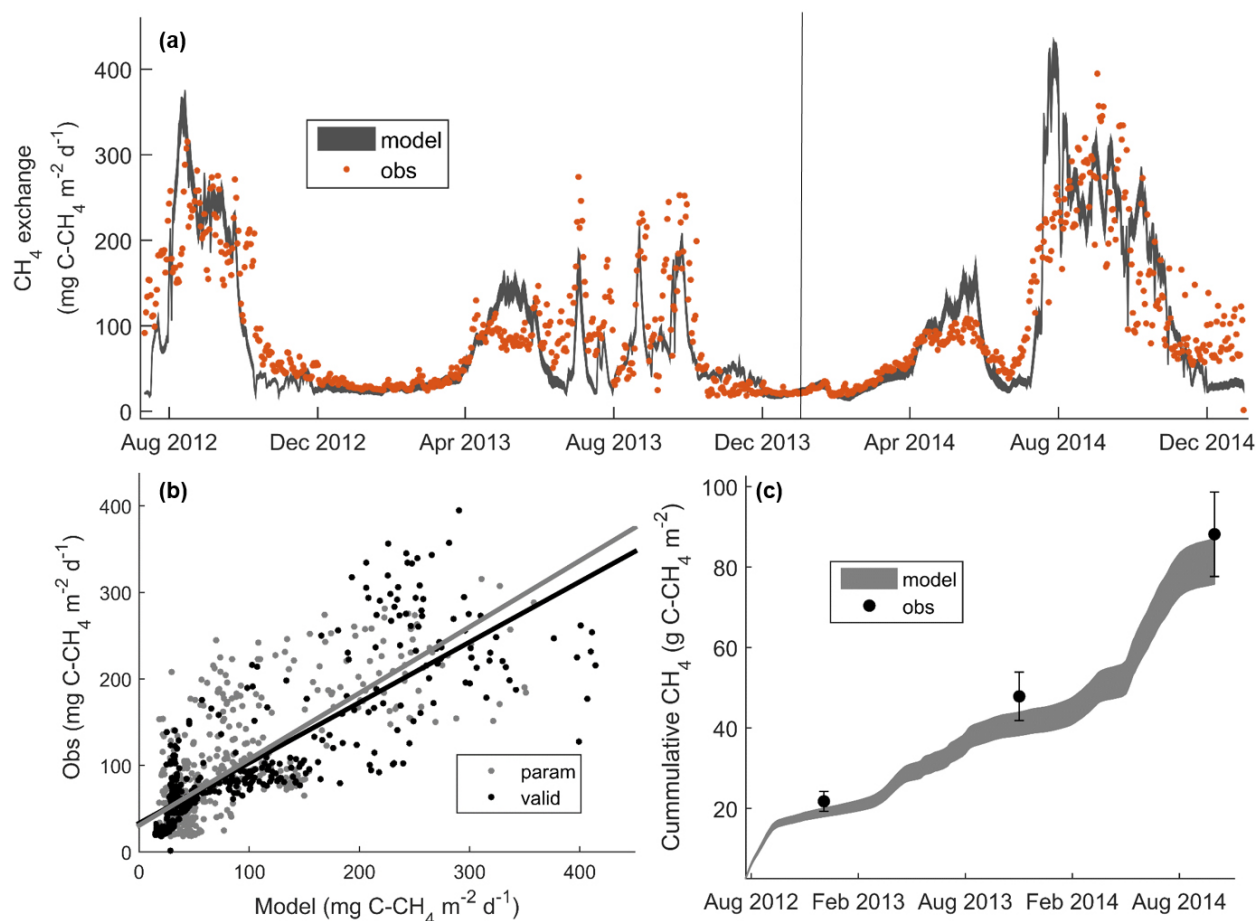 (a)
400
300
200
100
0
CH₄ exchange
(mg C-CH₄ m⁻² d⁻¹)
model
obs
Aug 2012 Dec 2012 Apr 2013 Aug 2013 Dec 2013 Apr 2014 Aug 2014 Dec 2014
(b)
400
300
200
100
0
Obs (mg C-CH₄ m⁻² d⁻¹)
param
valid
0 100 200 300 400
Model (mg C-CH₄ m⁻² d⁻¹)
(c)
100
80
60
40
20
Cummulative CH₄ (g C-CH₄ m⁻²)
model
obs
Aug 2012 Feb 2013 Aug 2013 Feb 2014 Aug 2014